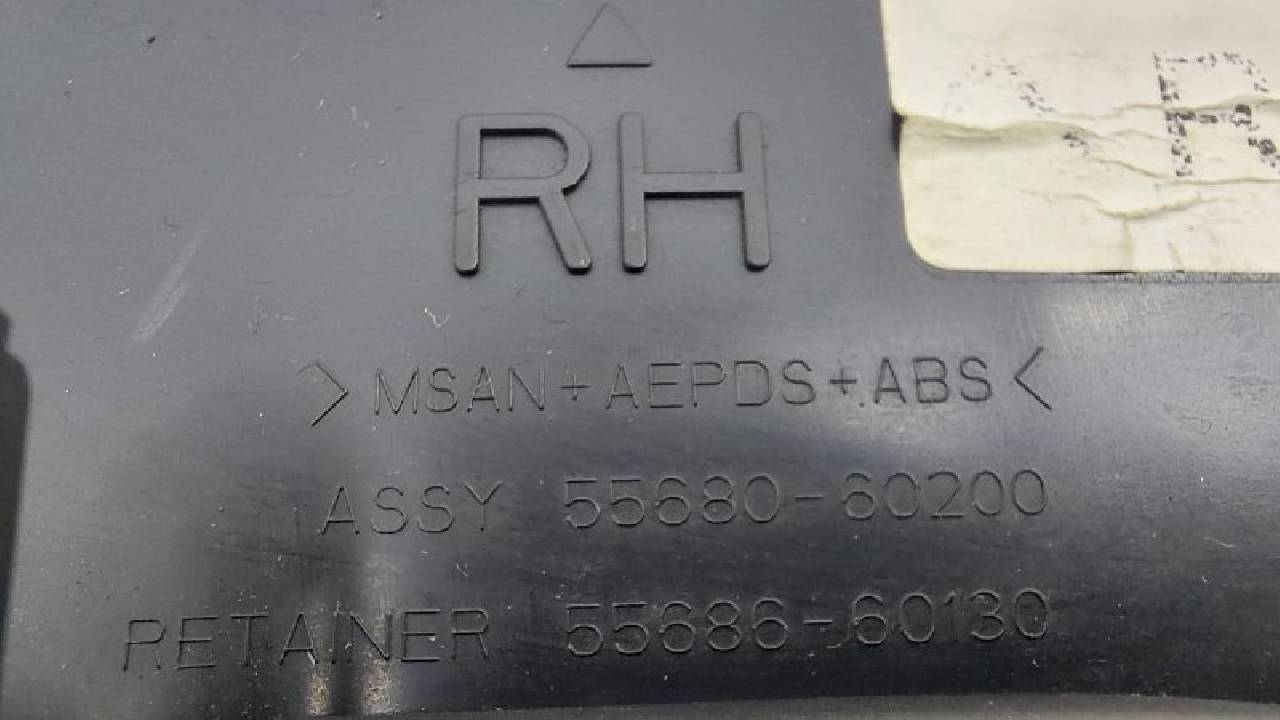 RH
>MSAN+AEPDS+ABS<
ASSY 55680-60200
RETAINER 55686-60130